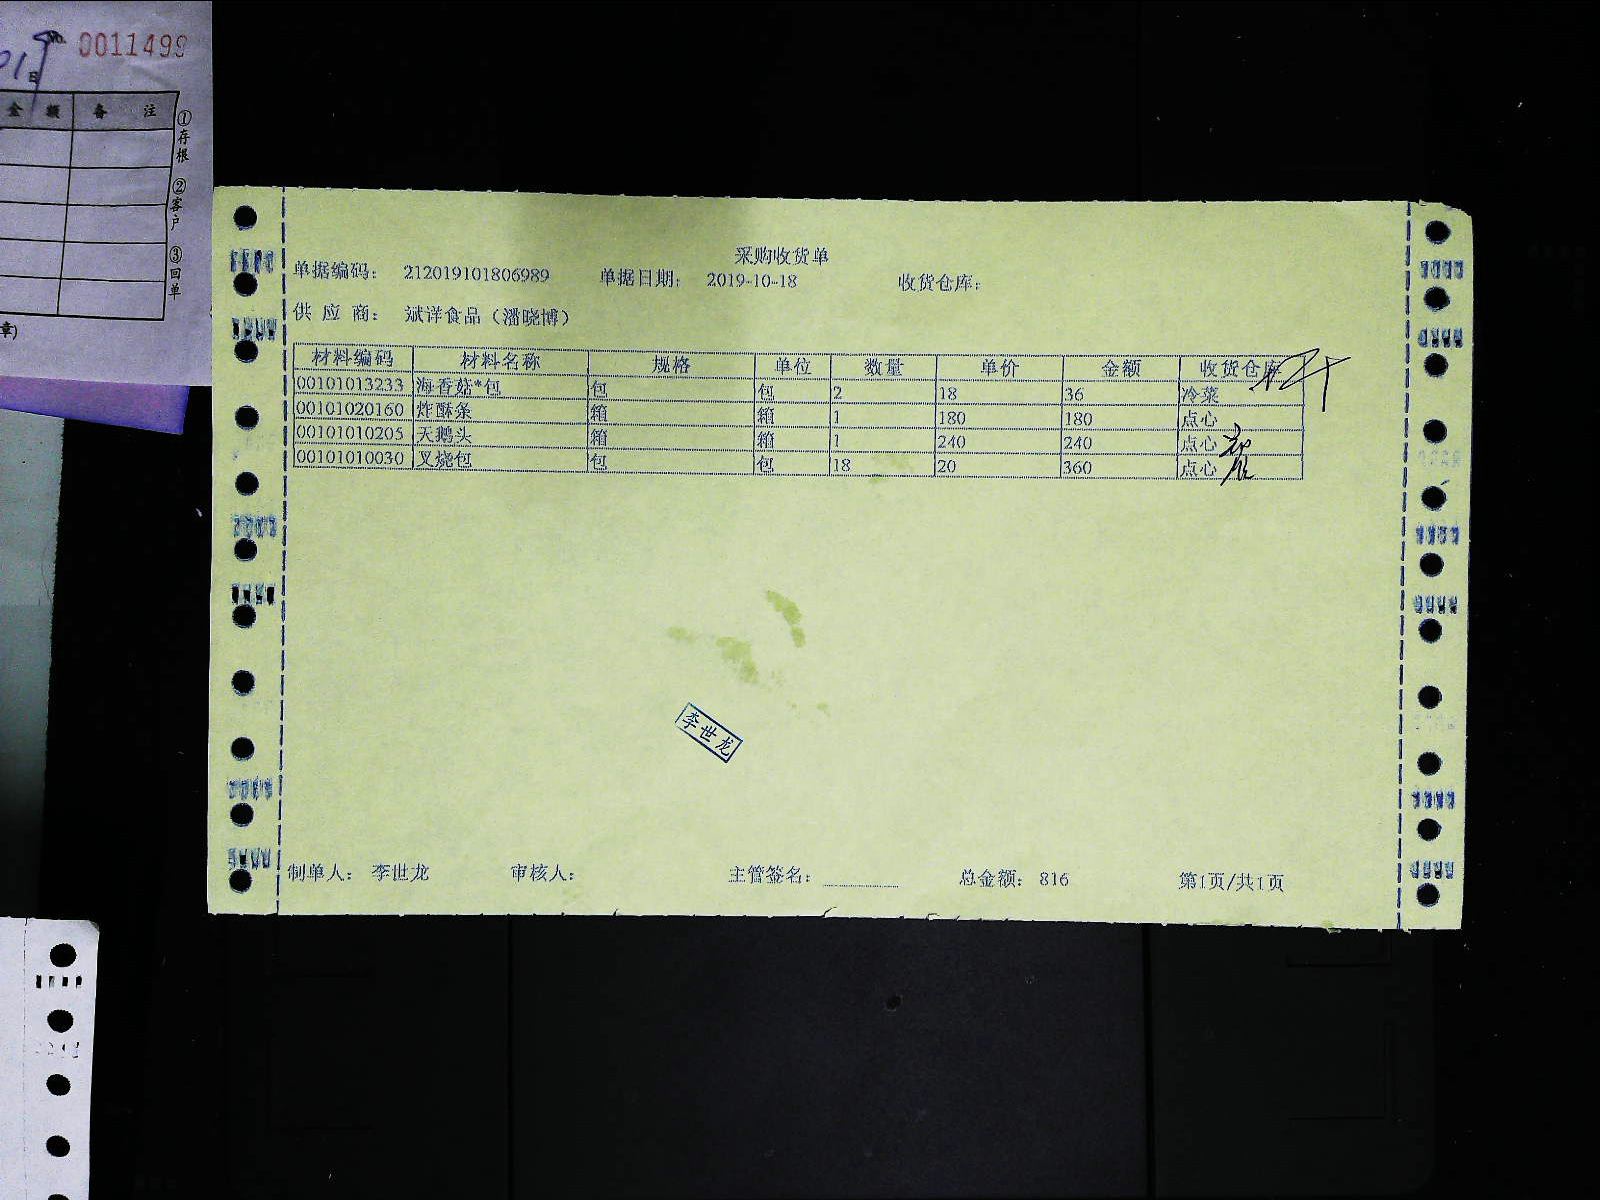 № 0011499
日
金 额 备 注
①存根 ②客户 ③回单
章)
采购收货单
单据编码: 212019101806989 单据日期: 2019-10-18 收货仓库:
供 应 商: 斌洋食品（潘晓博）
材料编码 材料名称 规格 单位 数量 单价 金额 收货仓库
00101013233 海香菇*包 包 包 2 18 36 冷菜
00101020160 炸酥条 箱 箱 1 180 180 点心
00101010205 天鹅头 箱 箱 1 240 240 点心
00101010030 叉烧包 包 包 18 20 360 点心
李世龙
制单人: 李世龙 审核人: 主管签名: 总金额: 816 第1页/共1页